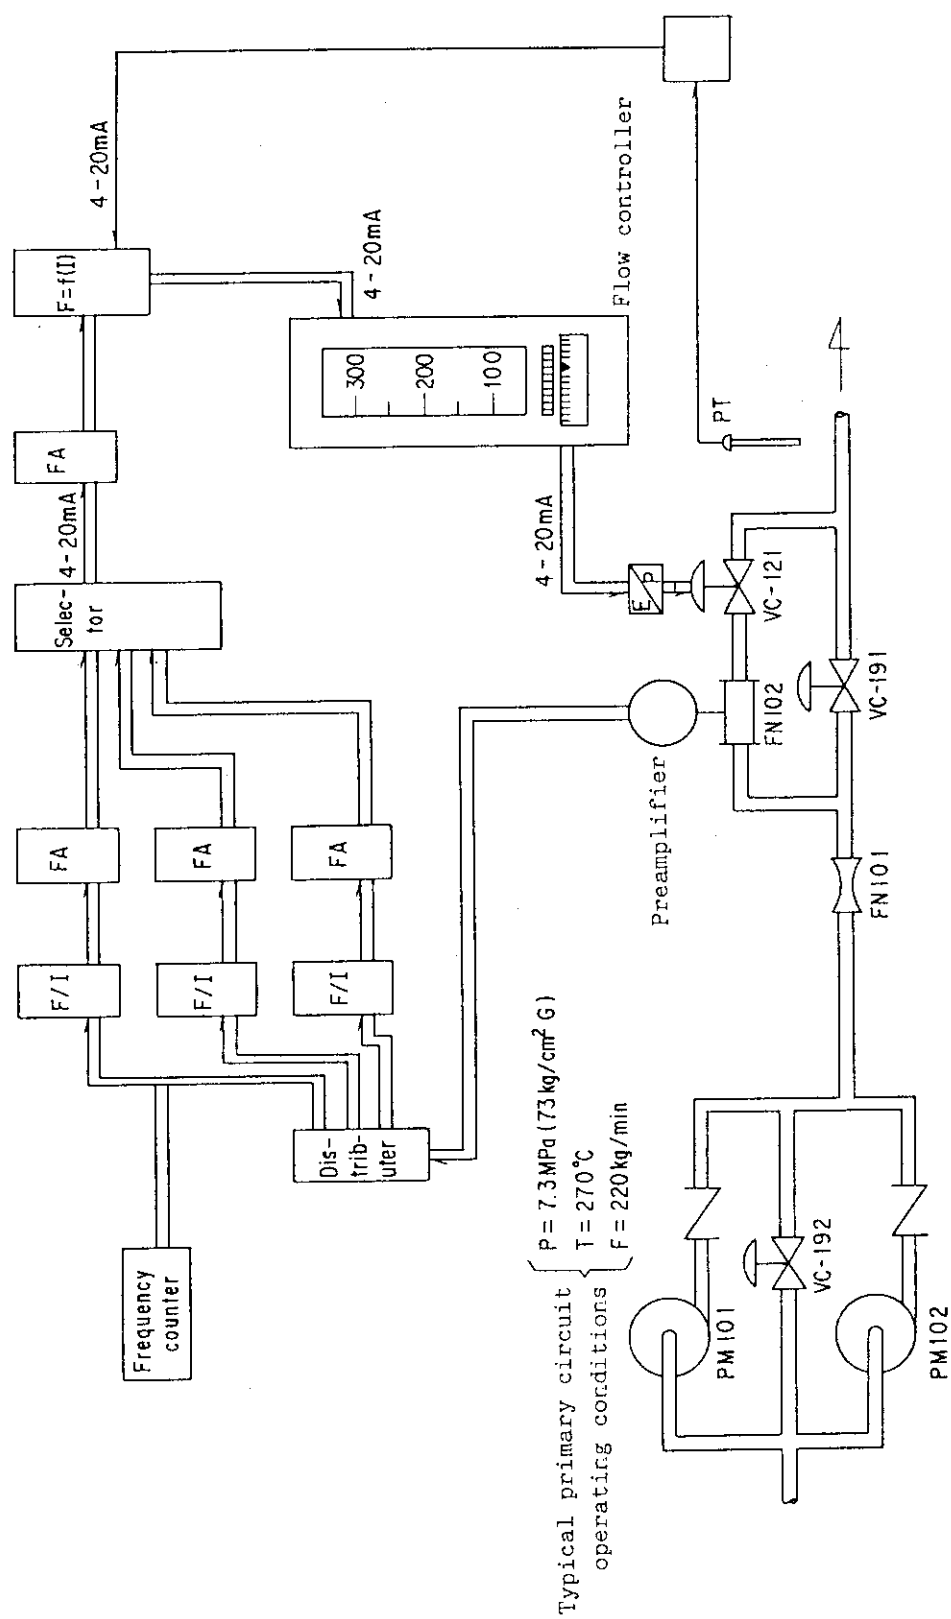 Frequency
counter
Dis-
trib-
uter
F/I
FA
F/I
FA
F/I
FA
Selec-
tor
4-20mA
FA
F=f(I)
4-20mA
4-20mA
300
200
100
Flow controller
4-20mA
E
P
Preamplifier
FN102
VC-121
PT
VC-191
FN101
Typical primary circuit
operating conditions
P=7.3MPa(73kg/cm²G)
T=270°C
F=220kg/min
PM101
VC-192
PM102